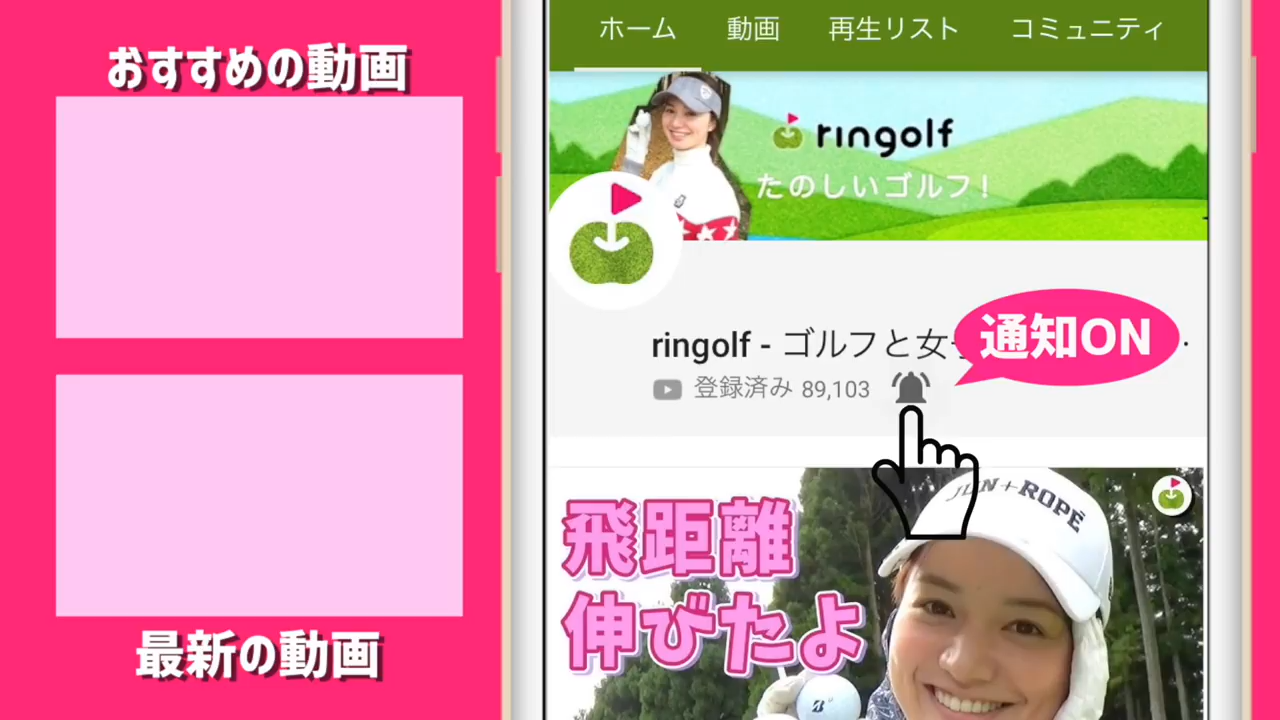 おすすめの動画
最新の動画
ホーム 動画 再生リスト コミュニティ
ringolf
たのしいゴルフ!
ringolf - ゴルフと女
通知ON
登録済み 89,103
飛距離
伸びたよ
JUN+ROPÉ
B